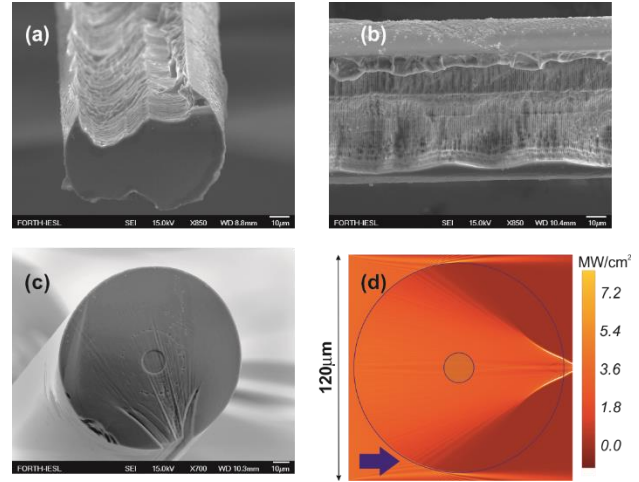 (a)
FORTH-IESL SEI 15.0kV X850 WD 8.8mm 10μm
(b)
FORTH-IESL SEI 15.0kV X850 WD 10.4mm 10μm
(c)
FORTH-IESL SEI 15.0kV X700 WD 10.3mm 10μm
(d)
MW/cm²
7.2
5.4
3.6
1.8
0.0
120μm